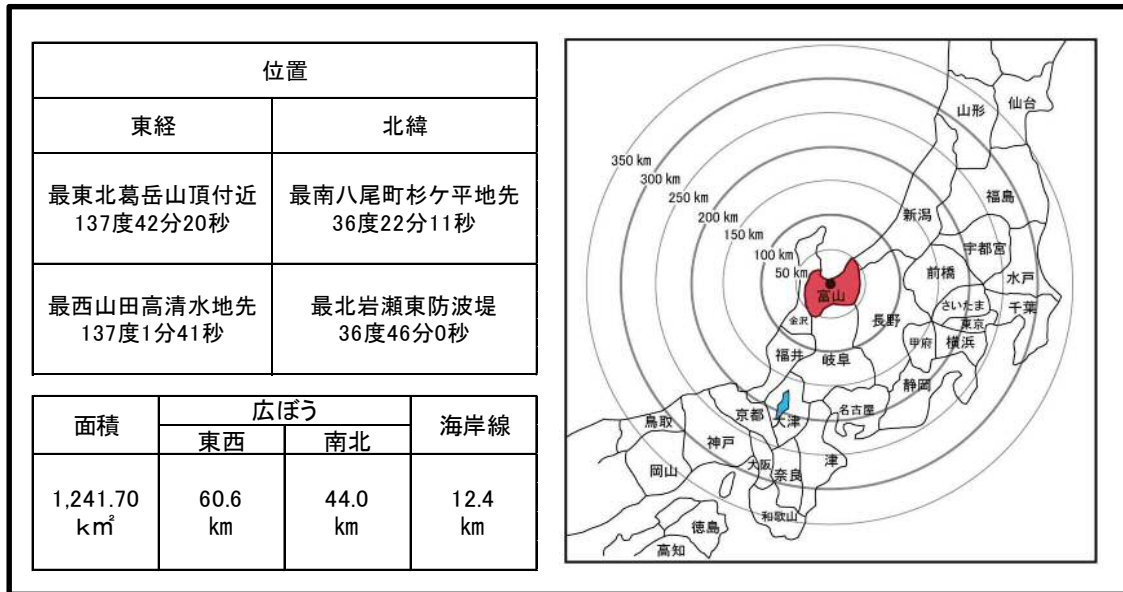 位置
東経
北緯
最東北葛岳山頂付近
137度42分20秒
最南八尾町杉ケ平地先
36度22分11秒
最西山田高清水地先
137度1分41秒
最北岩瀬東防波堤
36度46分0秒
面積
広ぼう
海岸線
東西
南北
1,241.70
k㎡
60.6
km
44.0
km
12.4
km
山形
仙台
350 km
300 km
福島
250 km
新潟
200 km
150 km
宇都宮
100 km
前橋
50 km
水戸
富山
さいたま
千葉
金沢
長野
東京
甲府
横浜
福井
岐阜
静岡
名古屋
京都
大津
鳥取
神戸
津
大阪
岡山
奈良
和歌山
徳島
高知